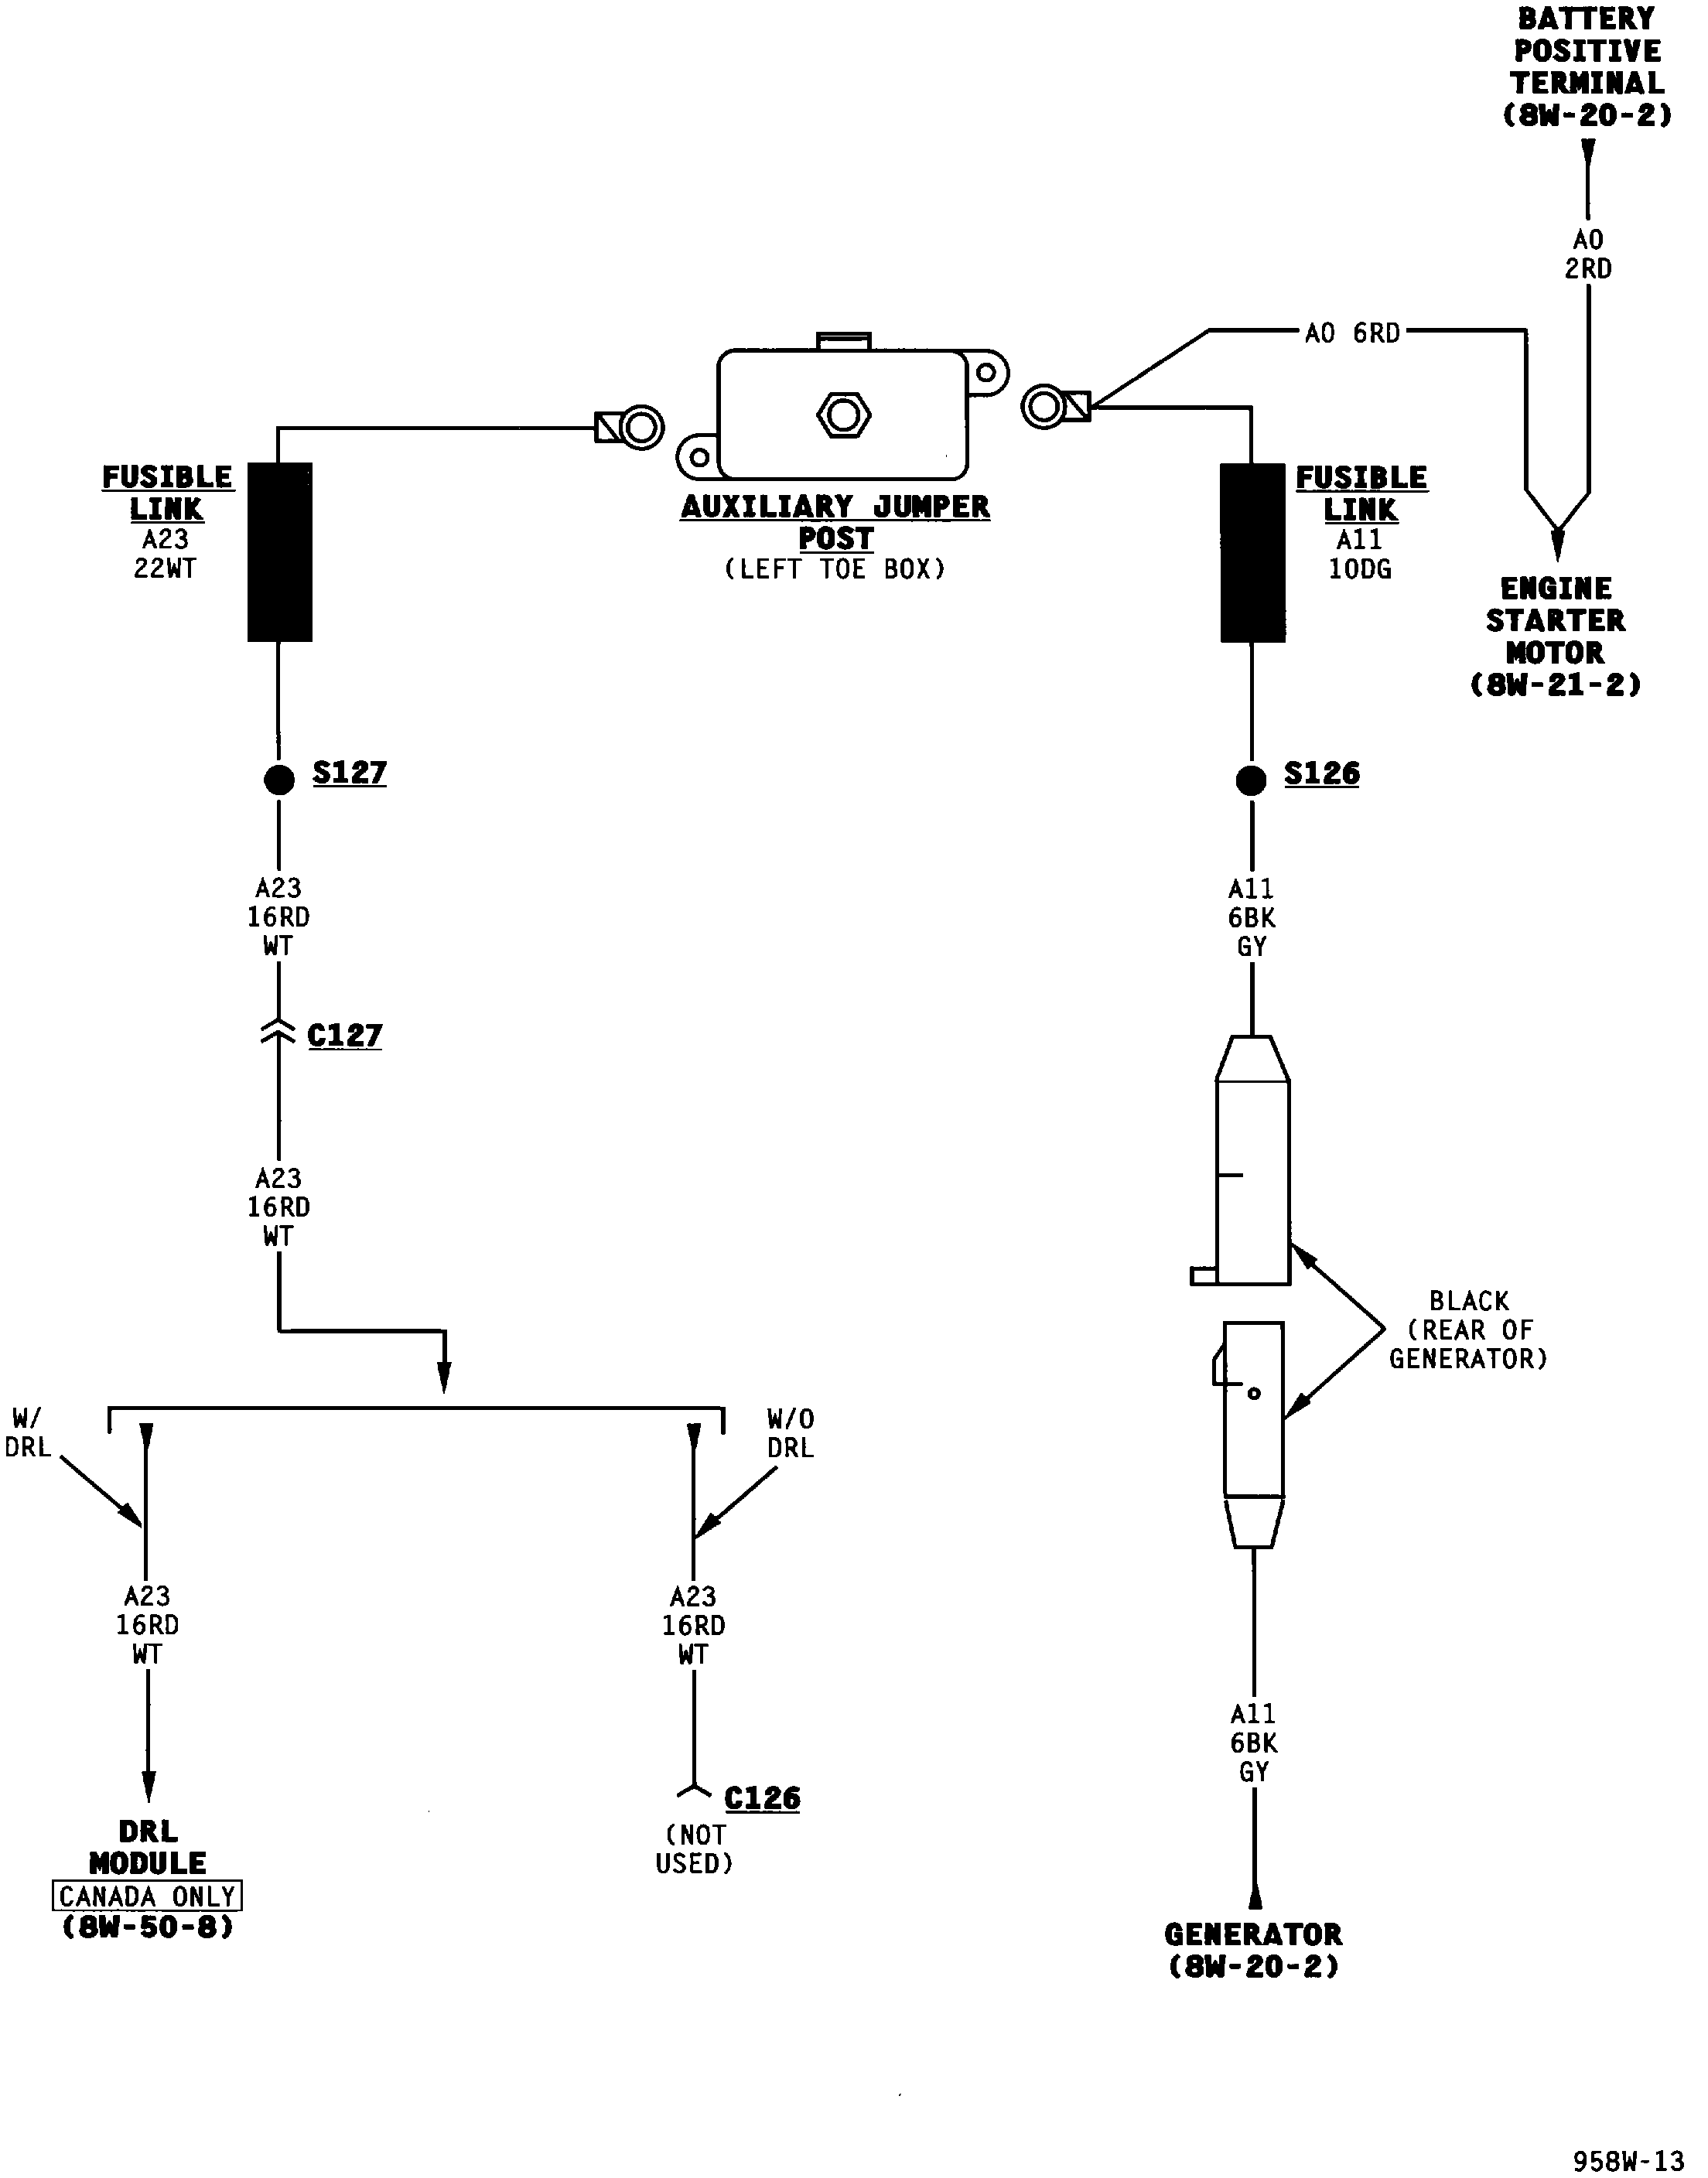 BATTERY
POSITIVE
TERMINAL
(8W-20-2)
A0
2RD
A0 6RD
FUSIBLE
LINK
A23
22WT
AUXILIARY JUMPER
POST
(LEFT TOE BOX)
FUSIBLE
LINK
A11
10DG
ENGINE
STARTER
MOTOR
(8W-21-2)
S127
S126
A23
16RD
WT
A11
6BK
GY
C127
A23
16RD
WT
BLACK
(REAR OF
GENERATOR)
W/
DRL
W/O
DRL
A23
16RD
WT
A23
16RD
WT
A11
6BK
GY
C126
(NOT
USED)
DRL
MODULE
CANADA ONLY
(8W-50-8)
GENERATOR
(8W-20-2)
958W-13